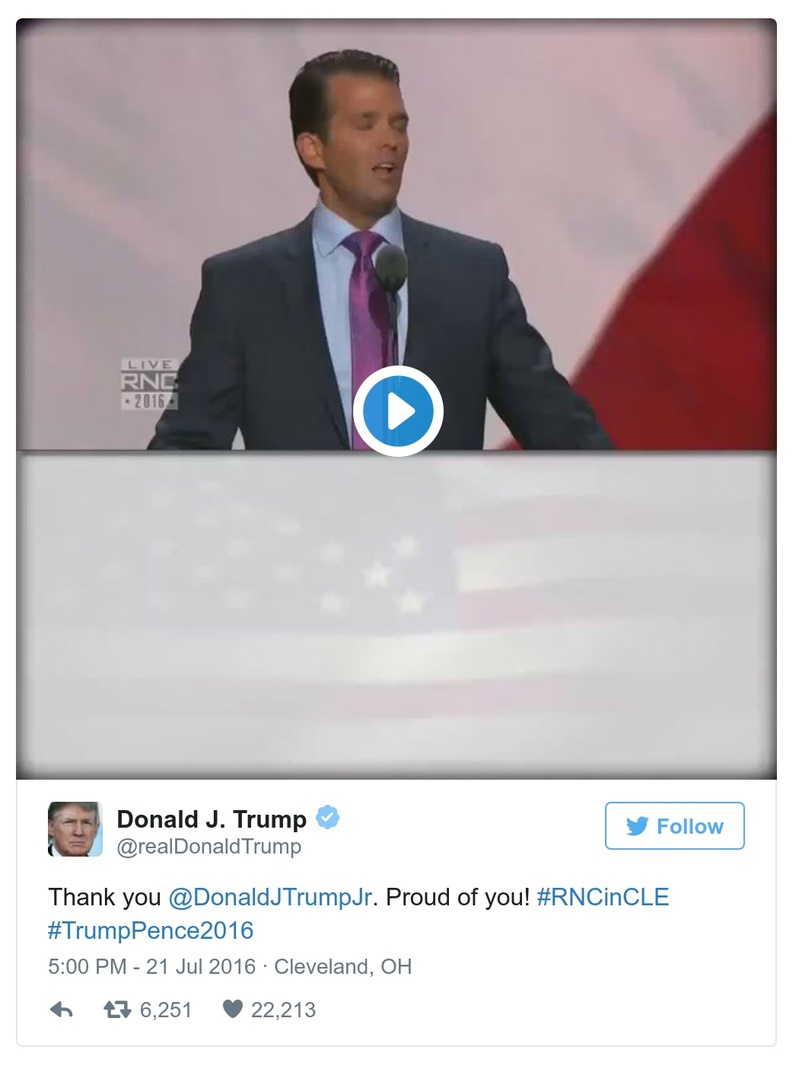 LIVE
RNC
• 2016 •
Donald J. Trump
@realDonaldTrump
Follow
Thank you @DonaldJTrumpJr. Proud of you! #RNCinCLE
#TrumpPence2016
5:00 PM - 21 Jul 2016 · Cleveland, OH
6,251 22,213